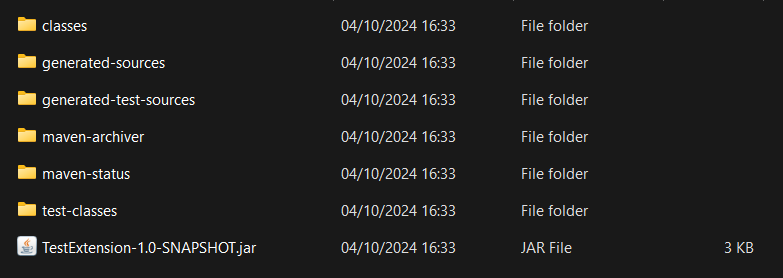 classes 04/10/2024 16:33 File folder
generated-sources 04/10/2024 16:33 File folder
generated-test-sources 04/10/2024 16:33 File folder
maven-archiver 04/10/2024 16:33 File folder
maven-status 04/10/2024 16:33 File folder
test-classes 04/10/2024 16:33 File folder
TestExtension-1.0-SNAPSHOT.jar 04/10/2024 16:33 JAR File 3 KB